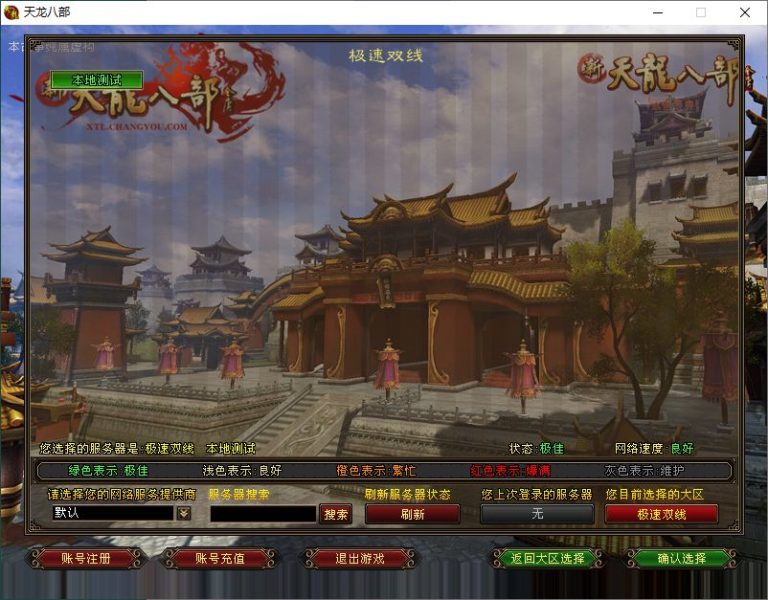 天龙八部
极速双线
本地测试
新天龍八部
XTL.CHANGYOU.COM
新天龍八部
您选择的服务器是:极速双线 本地测试
状态:极佳
网络速度:良好
绿色表示:极佳
浅色表示:良好
橙色表示:繁忙
红色表示:爆满
灰色表示:维护
请选择您的网络服务提供商
服务器搜索
刷新服务器状态
您上次登录的服务器
您目前选择的大区
默认
搜索
刷新
无
极速双线
账号注册
账号充值
退出游戏
返回大区选择
确认选择